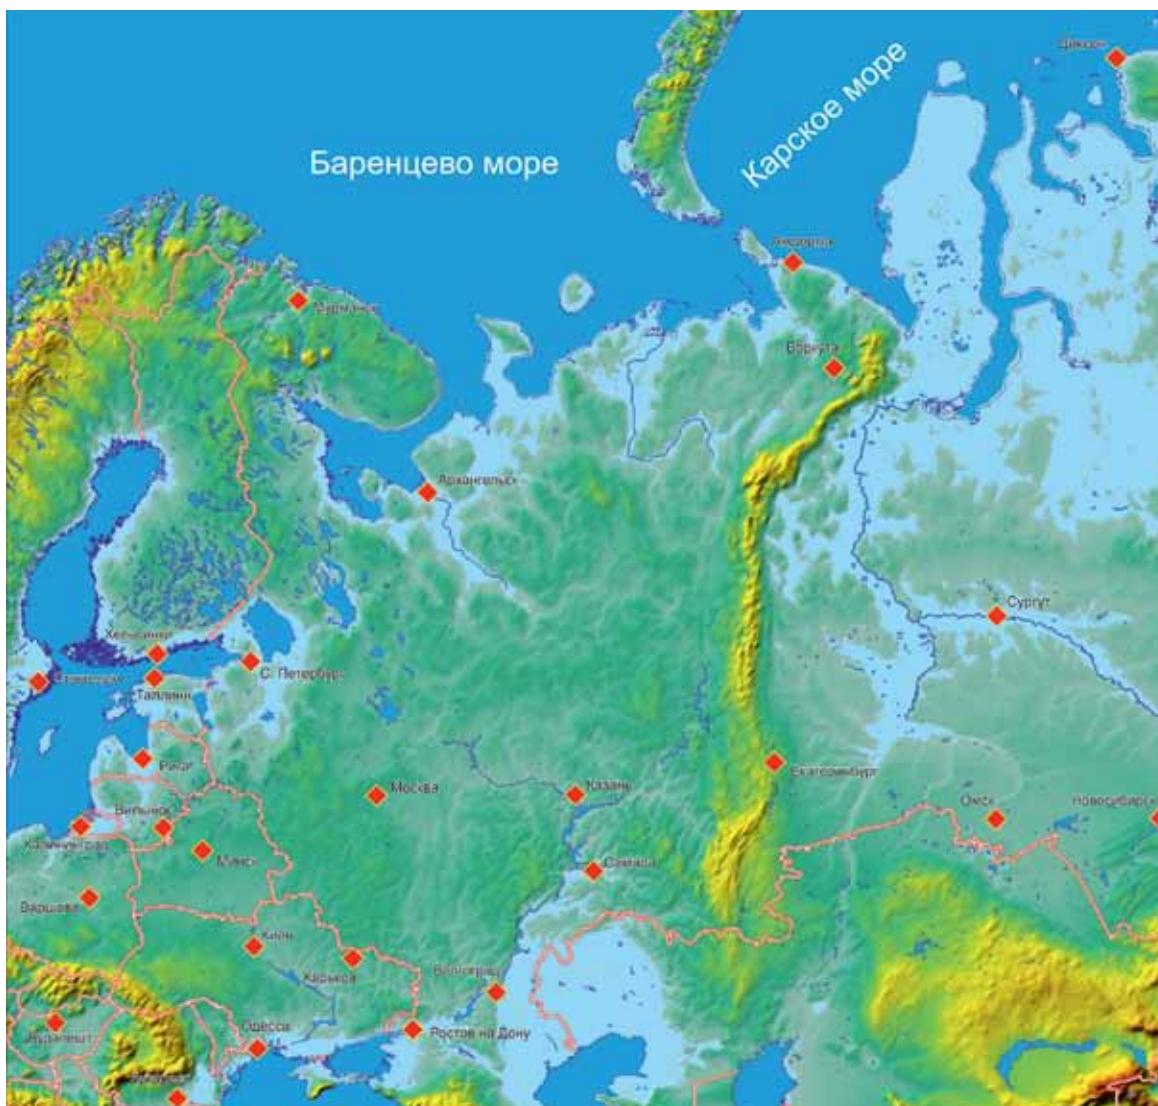 Диксон
Карское море
Баренцево море
Амдерма
Мурманск
Воркута
Архангельск
Сургут
Хельсинки
С. Петербург
Стокгольм
Таллинн
Рига
Екатеринбург
Москва
Казань
Омск
Новосибирск
Вильнюс
Калининград
Минск
Самара
Варшава
Киев
Харьков
Волгоград
Одесса
Ростов на Дону